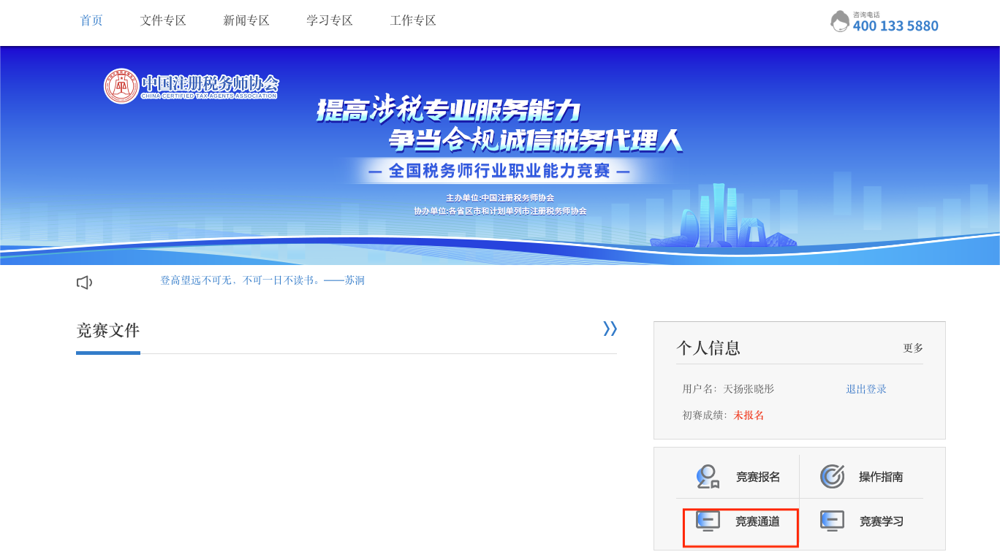 首页 文件专区 新闻专区 学习专区 工作专区
咨询电话
400 133 5880
中国注册税务师协会
CHINA CERTIFIED TAX AGENTS ASSOCIATION
提高涉税专业服务能力
争当合规诚信税务代理人
— 全国税务师行业职业能力竞赛 —
主办单位:中国注册税务师协会
协办单位:各省区市和计划单列市注册税务师协会
登高望远不可无，不可一日不读书。——苏泂
竞赛文件
个人信息 更多
用户名：天扬张晓彤 退出登录
初赛成绩：未报名
竞赛报名 操作指南
竞赛通道 竞赛学习